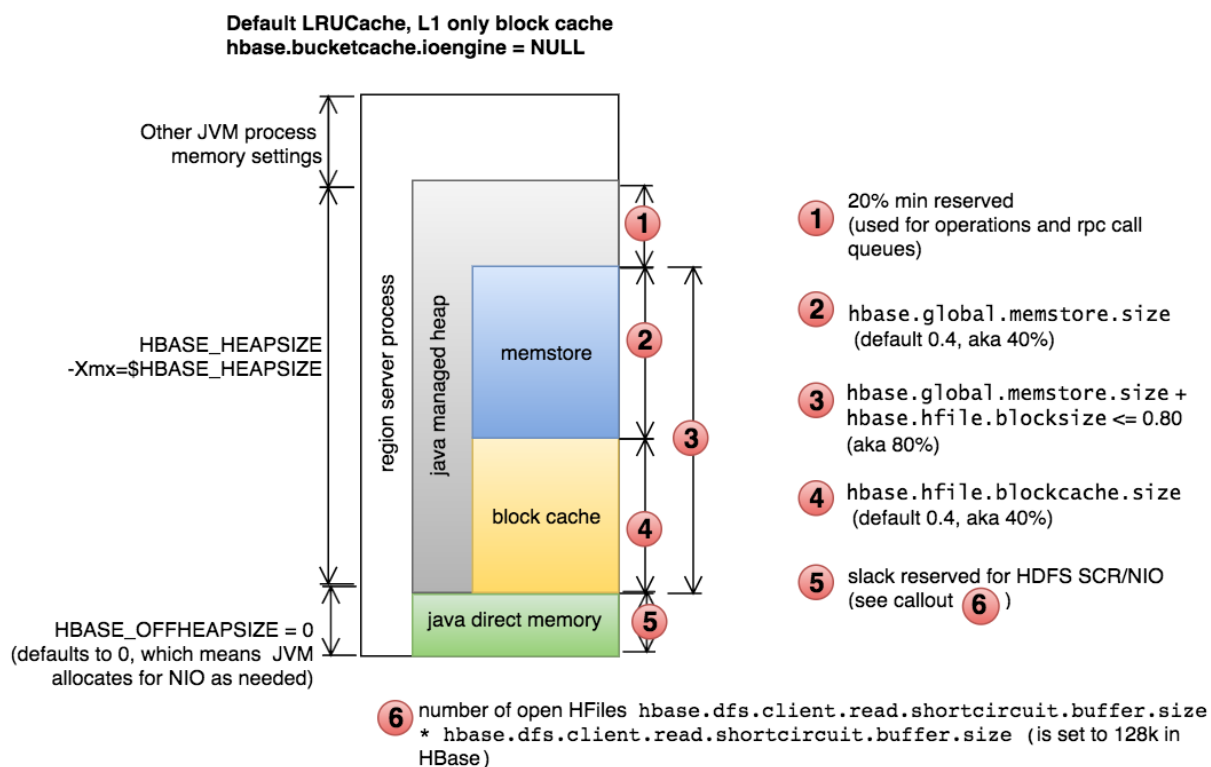 Default LRUCache, L1 only block cache
hbase.bucketcache.ioengine = NULL
Other JVM process
memory settings
HBASE_HEAPSIZE
-Xmx=$HBASE_HEAPSIZE
HBASE_OFFHEAPSIZE = 0
(defaults to 0, which means JVM
allocates for NIO as needed)
region server process
java managed heap
memstore
block cache
java direct memory
1
2
3
4
5
1 20% min reserved
(used for operations and rpc call
queues)
2 hbase.global.memstore.size
(default 0.4, aka 40%)
3 hbase.global.memstore.size +
hbase.hfile.blocksize <= 0.80
(aka 80%)
4 hbase.hfile.blockcache.size
(default 0.4, aka 40%)
5 slack reserved for HDFS SCR/NIO
(see callout 6 )
6 number of open HFiles hbase.dfs.client.read.shortcircuit.buffer.size
* hbase.dfs.client.read.shortcircuit.buffer.size (is set to 128k in
HBase)